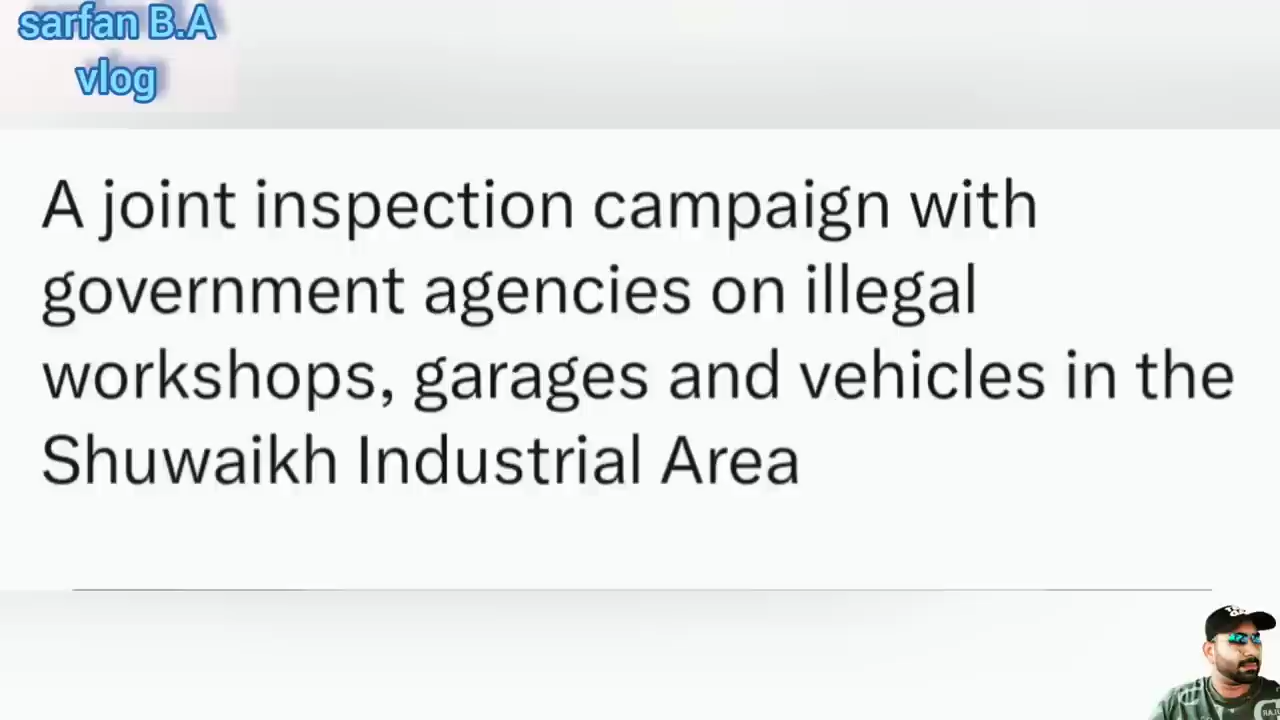 sarfan B.A
vlog
A joint inspection campaign with
government agencies on illegal
workshops, garages and vehicles in the
Shuwaikh Industrial Area